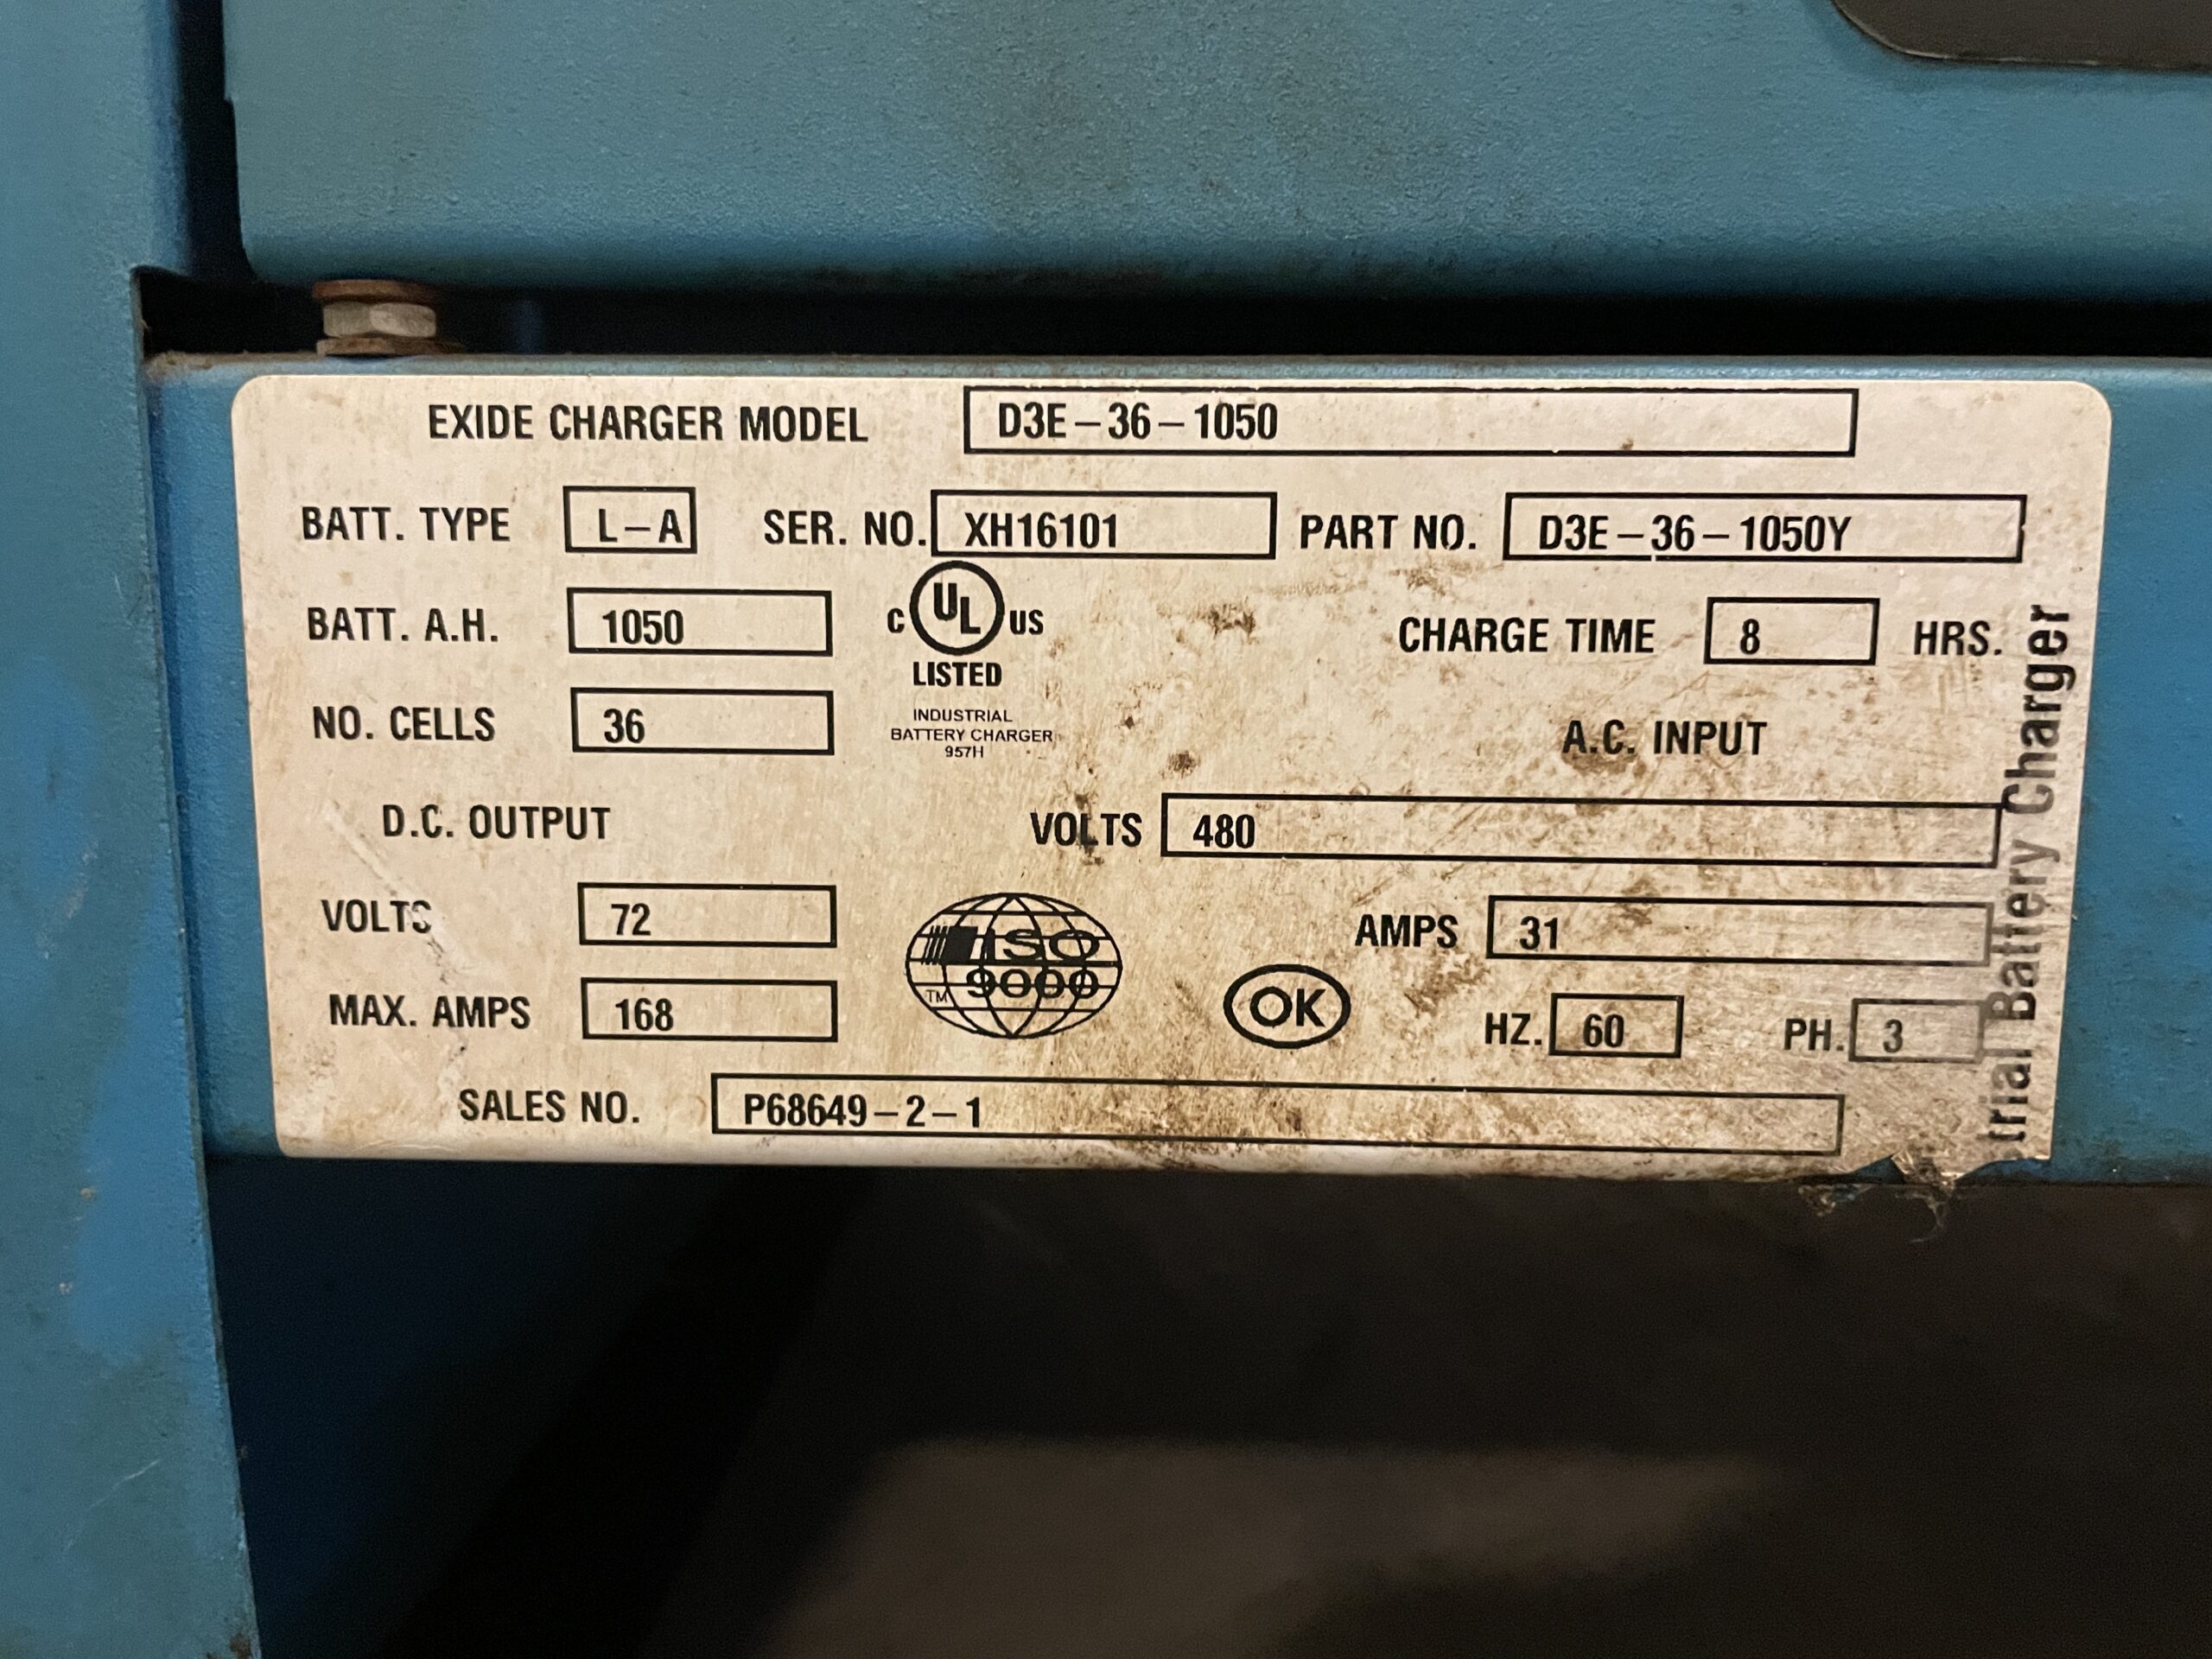 EXIDE CHARGER MODEL D3E-36-1050
BATT. TYPE L-A SER. NO. XH16101 PART NO. D3E-36-1050Y
BATT. A.H. 1050 C UL US CHARGE TIME 8 HRS.
LISTED
NO. CELLS 36 INDUSTRIAL
BATTERY CHARGER
957H
A.C. INPUT
D.C. OUTPUT VOLTS 480
VOLTS 72 ISO
9000
TM
AMPS 31
MAX. AMPS 168 OK HZ. 60 PH. 3
SALES NO. P68649-2-1
trial Battery Charger